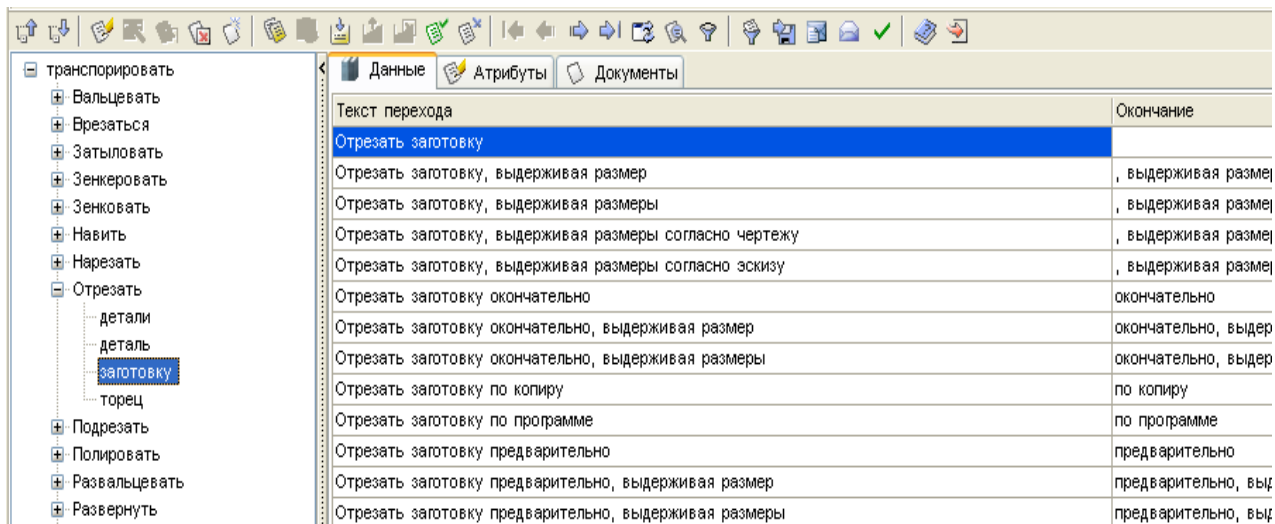 транспорировать
Вальцевать
Врезаться
Затыловать
Зенкеровать
Зенковать
Навить
Нарезать
Отрезать
детали
деталь
заготовку
торец
Подрезать
Полировать
Развальцевать
Развернуть
Данные Атрибуты Документы
Текст перехода Окончание
Отрезать заготовку
Отрезать заготовку, выдерживая размер , выдерживая размер
Отрезать заготовку, выдерживая размеры , выдерживая размер
Отрезать заготовку, выдерживая размеры согласно чертежу , выдерживая размер
Отрезать заготовку, выдерживая размеры согласно эскизу , выдерживая размер
Отрезать заготовку окончательно окончательно
Отрезать заготовку окончательно, выдерживая размер окончательно, выдер
Отрезать заготовку окончательно, выдерживая размеры окончательно, выдер
Отрезать заготовку по копиру по копиру
Отрезать заготовку по программе по программе
Отрезать заготовку предварительно предварительно
Отрезать заготовку предварительно, выдерживая размер предварительно, выд
Отрезать заготовку предварительно, выдерживая размеры предварительно, выд